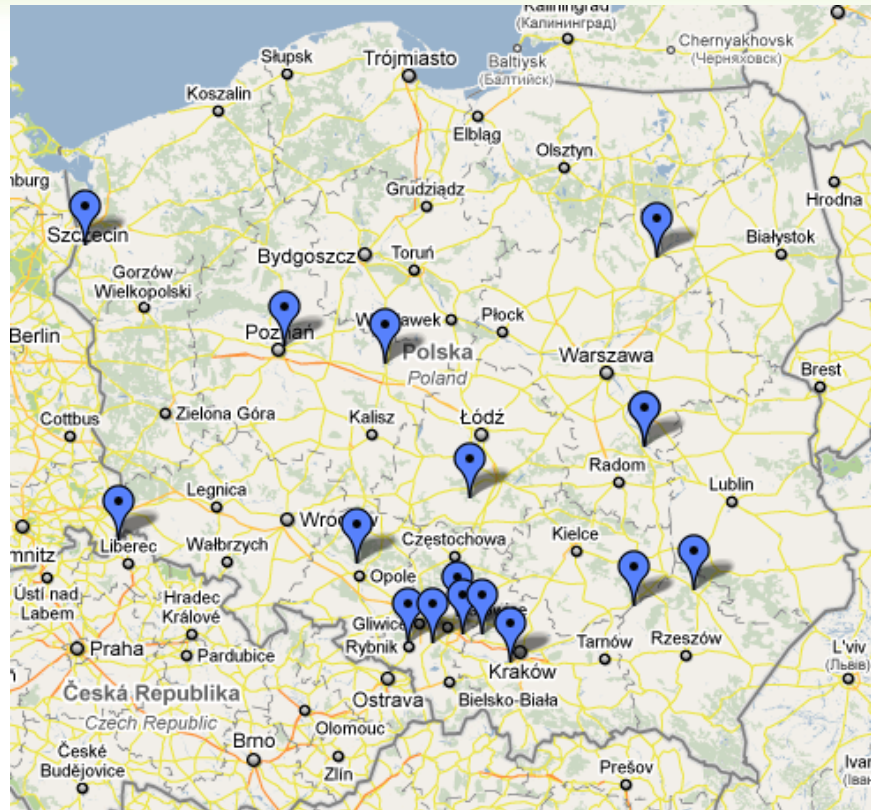 Kaliningrad
(Калининград)
Chernyakhovsk
(Черняховск)
Baltiysk
(Балтийск)
Słupsk
Trójmiasto
Koszalin
Elbląg
Olsztyn
nburg
Grudziądz
Hrodna
Szczecin
Białystok
Bydgoszcz
Toruń
Gorzów
Wielkopolski
Płock
Berlin
Poznań
Polska
Poland
Warszawa
Brest
Cottbus
Zielona Góra
Kalisz
Łódź
Radom
Lublin
Legnica
mnitz
Liberec
Wałbrzych
Częstochowa
Kielce
Opole
Ústí nad
Labem
Hradec
Králové
Gliwice
Praha
Pardubice
Rybnik
Tarnów
Rzeszów
L'viv
(Львів)
Kraków
Česká Republika
Czech Republic
Ostrava
Bielsko-Biała
Olomouc
Brno
České
Budějovice
Zlín
Prešov
Ivan
(Іван